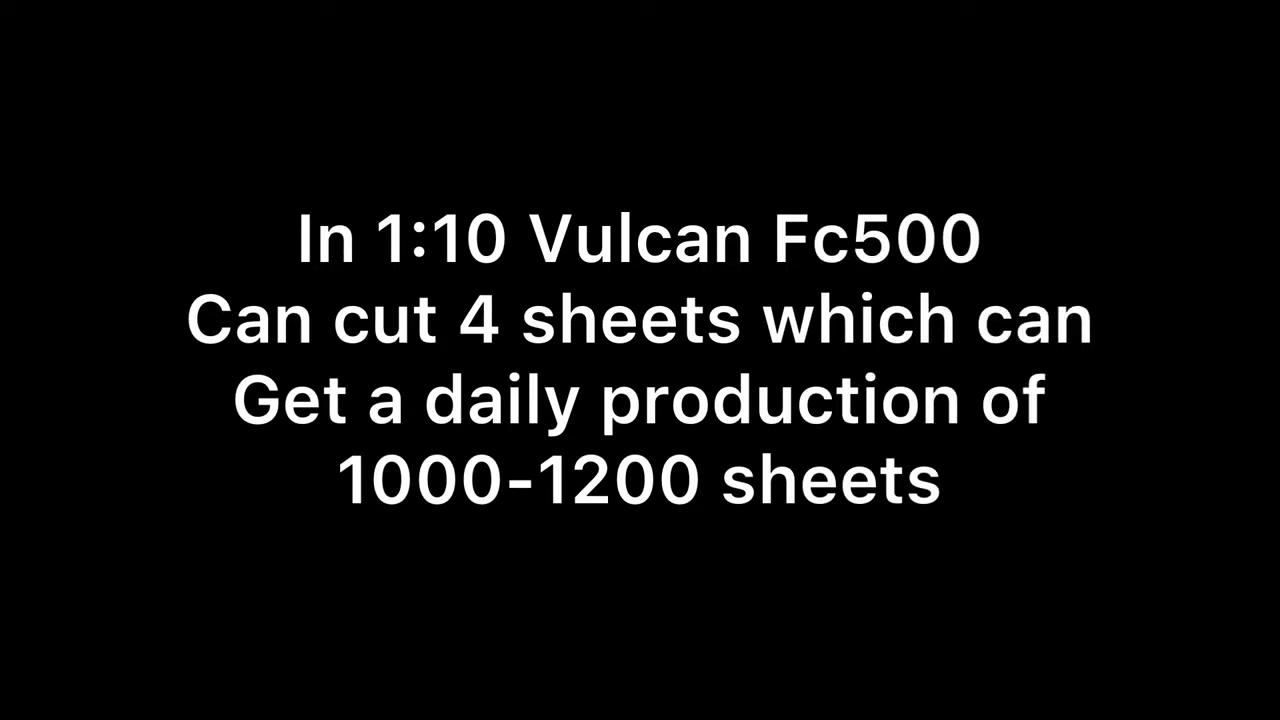 In 1:10 Vulcan Fc500
Can cut 4 sheets which can
Get a daily production of
1000-1200 sheets